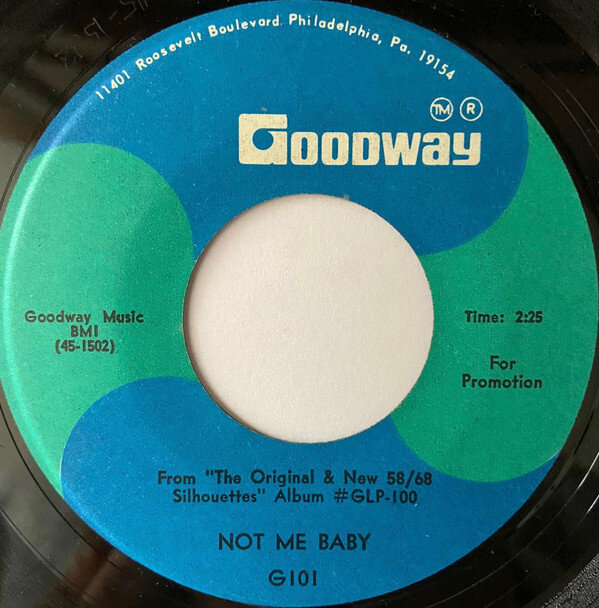 11401 Roosevelt Boulevard. Philadelphia, Pa. 19154
TM R
GOODWAY
Goodway Music
BMI
(45-1502)
Time: 2:25
For
Promotion
From "The Original & New 58/68
Silhouettes" Album #GLP-100
NOT ME BABY
G101